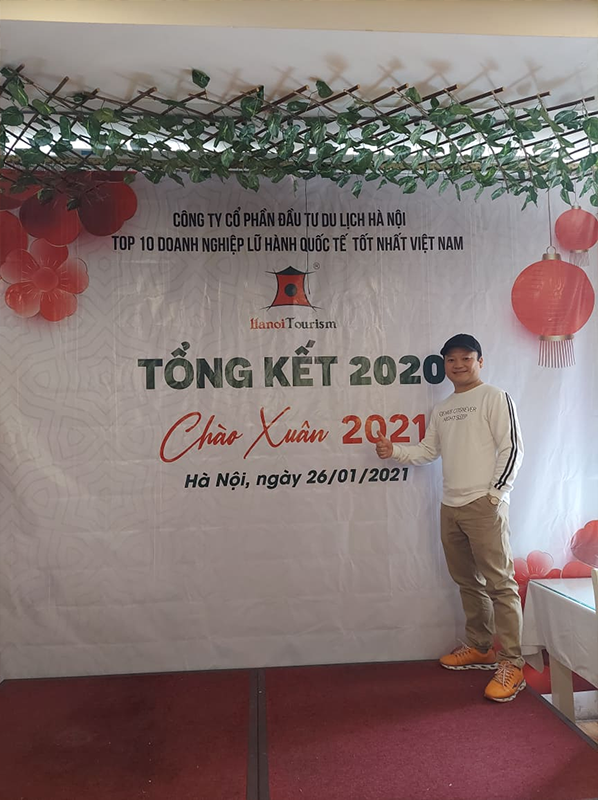 CÔNG TY CỔ PHẦN ĐẦU TƯ DU LỊCH HÀ NỘI
TOP 10 DOANH NGHIỆP LỮ HÀNH QUỐC TẾ TỐT NHẤT VIỆT NAM
®
HanoiTourism
TỔNG KẾT 2020
Chào Xuân 2021
Hà Nội, ngày 26/01/2021